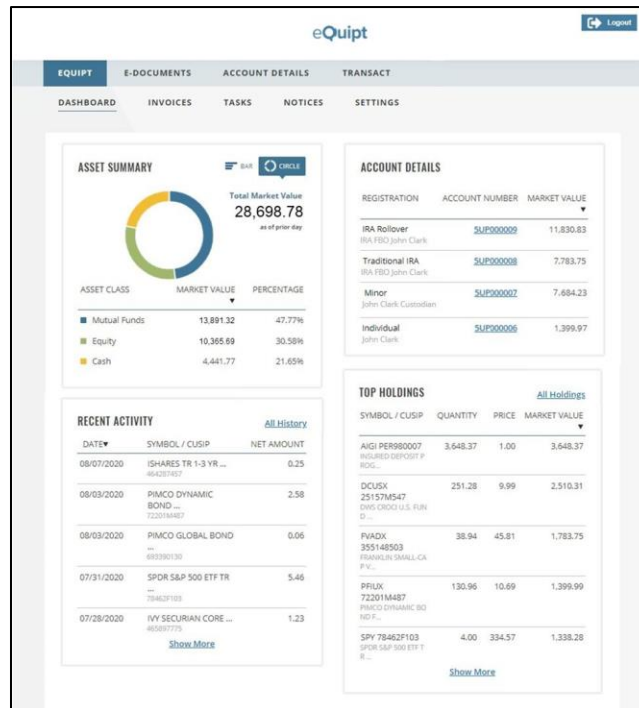 eQuipt
Logout
EQUIPT E-DOCUMENTS ACCOUNT DETAILS TRANSACT
DASHBOARD INVOICES TASKS NOTICES SETTINGS
ASSET SUMMARY
BAR CIRCLE
Total Market Value
28,698.78
as of prior day
ASSET CLASS MARKET VALUE ▼ PERCENTAGE
Mutual Funds 13,891.32 47.77%
Equity 10,365.69 30.58%
Cash 4,441.77 21.65%
RECENT ACTIVITY All History
DATE▼ SYMBOL / CUSIP NET AMOUNT
08/07/2020 ISHARES TR 1-3 YR ... 0.25
464287457
08/03/2020 PIMCO DYNAMIC 2.58
BOND ...
72201M487
08/03/2020 PIMCO GLOBAL BOND 0.06
...
693390130
07/31/2020 SPDR S&P 500 ETF TR 5.46
...
78462F103
07/28/2020 IVY SECURIAN CORE ... 1.23
465897775
Show More
ACCOUNT DETAILS
REGISTRATION ACCOUNT NUMBER MARKET VALUE
▼
IRA Rollover 5UP000009 11,830.83
IRA FBO John Clark
Traditional IRA 5UP000008 7,783.75
IRA FBO John Clark
Minor 5UP000007 7,684.23
John Clark Custodian
Individual 5UP000006 1,399.97
John Clark
TOP HOLDINGS All Holdings
SYMBOL / CUSIP QUANTITY PRICE MARKET VALUE
▼
AIGI PER980007 3,648.37 1.00 3,648.37
INSURED DEPOSIT P
ROG...
DCUSX 251.28 9.99 2,510.31
25157M547
DWS CROCI U.S. FUN
D ...
FVADX 38.94 45.81 1,783.75
355148503
FRANKLIN SMALL-CA
P V...
PFIUX 130.96 10.69 1,399.99
72201M487
PIMCO DYNAMIC BO
ND F...
SPY 78462F103 4.00 334.57 1,338.28
SPDR S&P 500 ETF T
R ...
Show More